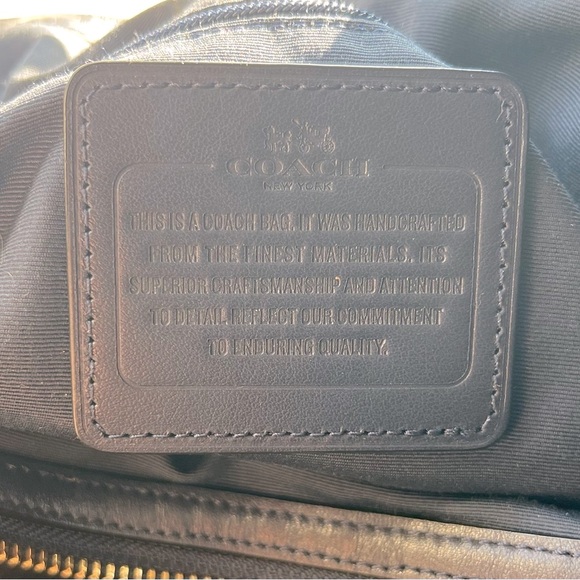 COACH
NEW YORK
THIS IS A COACH BAG. IT WAS HANDCRAFTED
FROM THE FINEST MATERIALS. ITS
SUPERIOR CRAFTSMANSHIP AND ATTENTION
TO DETAIL REFLECT OUR COMMITMENT
TO ENDURING QUALITY.